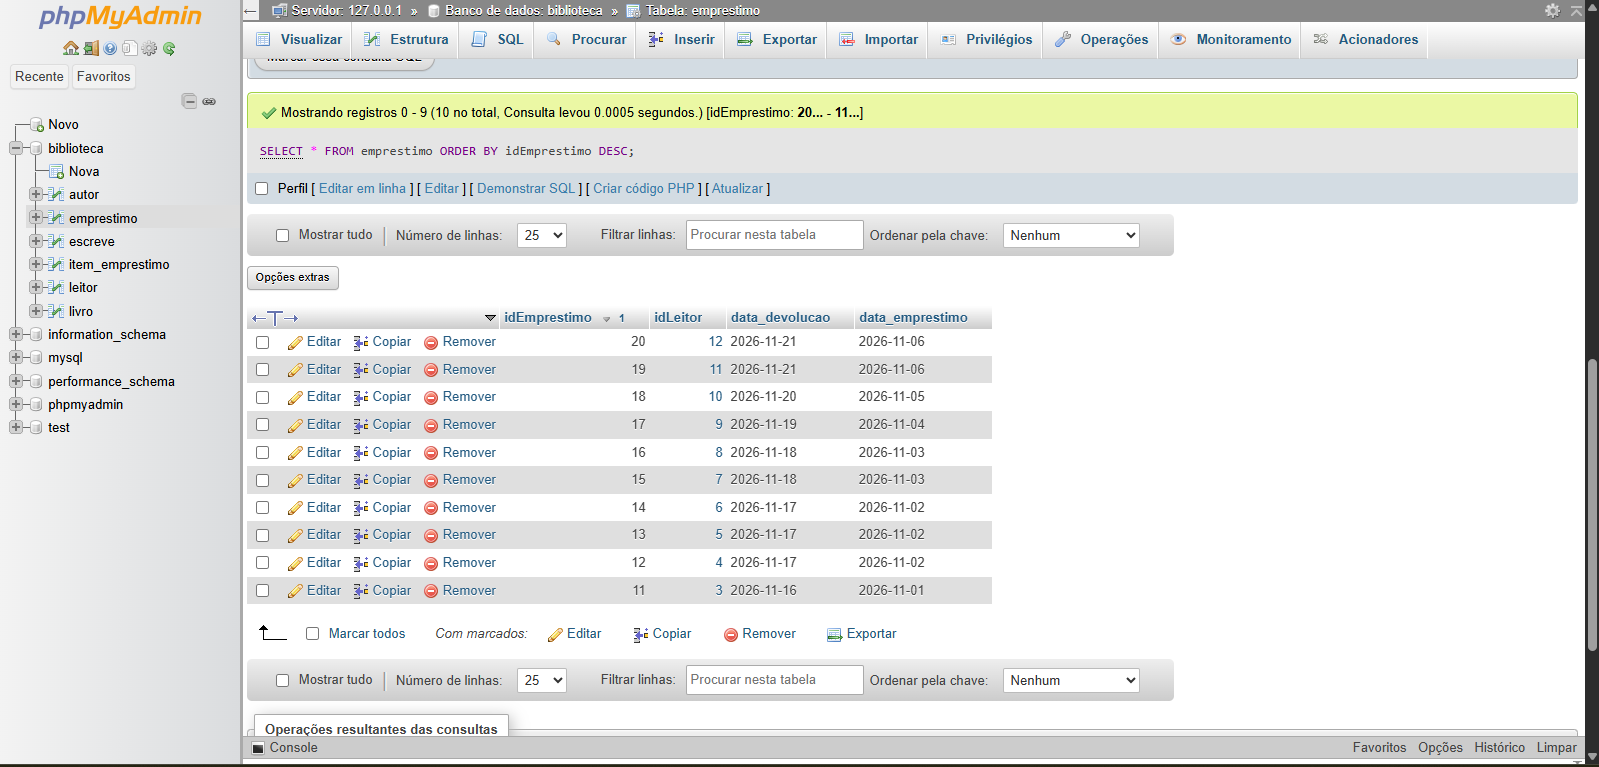 phpMyAdmin
Recente Favoritos
Novo
biblioteca
Nova
autor
emprestimo
escreve
item_emprestimo
leitor
livro
information_schema
mysql
performance_schema
phpmyadmin
test
Servidor: 127.0.0.1 » Banco de dados: biblioteca » Tabela: emprestimo
Visualizar Estrutura SQL Procurar Inserir Exportar Importar Privilégios Operações Monitoramento Acionadores
Mostrando registros 0 - 9 (10 no total, Consulta levou 0.0005 segundos.) [idEmprestimo: 20... - 11...]
SELECT * FROM emprestimo ORDER BY idEmprestimo DESC;
Perfil [ Editar em linha ] [ Editar ] [ Demonstrar SQL ] [ Criar código PHP ] [ Atualizar ]
Mostrar tudo Número de linhas: 25 Filtrar linhas: Procurar nesta tabela Ordenar pela chave: Nenhum
Opções extras
idEmprestimo 1 idLeitor data_devolucao data_emprestimo
Editar Copiar Remover 20 12 2026-11-21 2026-11-06
Editar Copiar Remover 19 11 2026-11-21 2026-11-06
Editar Copiar Remover 18 10 2026-11-20 2026-11-05
Editar Copiar Remover 17 9 2026-11-19 2026-11-04
Editar Copiar Remover 16 8 2026-11-18 2026-11-03
Editar Copiar Remover 15 7 2026-11-18 2026-11-03
Editar Copiar Remover 14 6 2026-11-17 2026-11-02
Editar Copiar Remover 13 5 2026-11-17 2026-11-02
Editar Copiar Remover 12 4 2026-11-17 2026-11-02
Editar Copiar Remover 11 3 2026-11-16 2026-11-01
Marcar todos Com marcados: Editar Copiar Remover Exportar
Mostrar tudo Número de linhas: 25 Filtrar linhas: Procurar nesta tabela Ordenar pela chave: Nenhum
Operações resultantes das consultas
Console Favoritos Opções Histórico Limpar